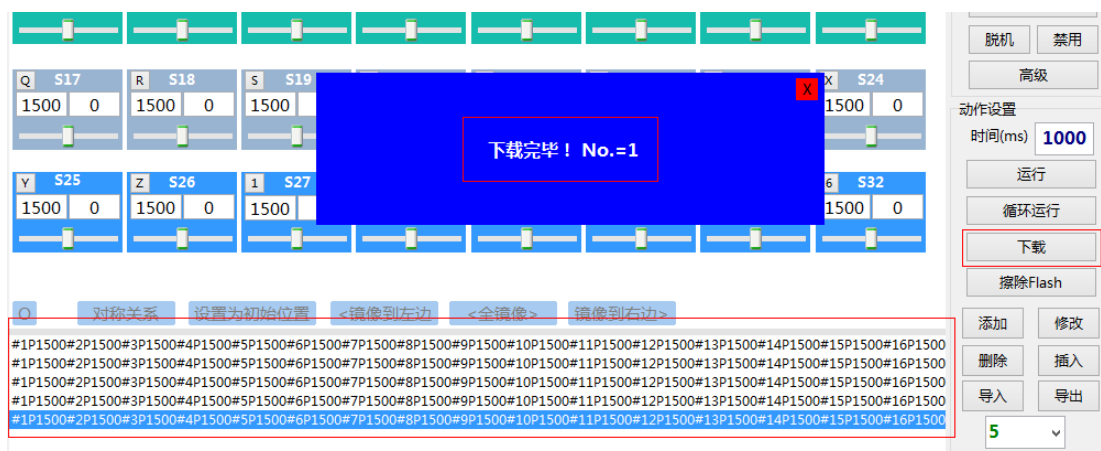 脱机 禁用
高级
Q S17 R S18 S S19 X S24
1500 0 1500 0 1500 1500 0
X
下载完毕！ No.=1
动作设置
时间(ms) 1000
运行
Y S25 Z S26 1 S27 6 S32
1500 0 1500 0 1500 1500 0
循环运行
下载
擦除Flash
O 对称关系 设置为初始位置 <镜像到左边 <全镜像> 镜像到右边>
添加 修改
#1P1500#2P1500#3P1500#4P1500#5P1500#6P1500#7P1500#8P1500#9P1500#10P1500#11P1500#12P1500#13P1500#14P1500#15P1500#16P1500
#1P1500#2P1500#3P1500#4P1500#5P1500#6P1500#7P1500#8P1500#9P1500#10P1500#11P1500#12P1500#13P1500#14P1500#15P1500#16P1500
#1P1500#2P1500#3P1500#4P1500#5P1500#6P1500#7P1500#8P1500#9P1500#10P1500#11P1500#12P1500#13P1500#14P1500#15P1500#16P1500
#1P1500#2P1500#3P1500#4P1500#5P1500#6P1500#7P1500#8P1500#9P1500#10P1500#11P1500#12P1500#13P1500#14P1500#15P1500#16P1500
#1P1500#2P1500#3P1500#4P1500#5P1500#6P1500#7P1500#8P1500#9P1500#10P1500#11P1500#12P1500#13P1500#14P1500#15P1500#16P1500
删除 插入
导入 导出
5